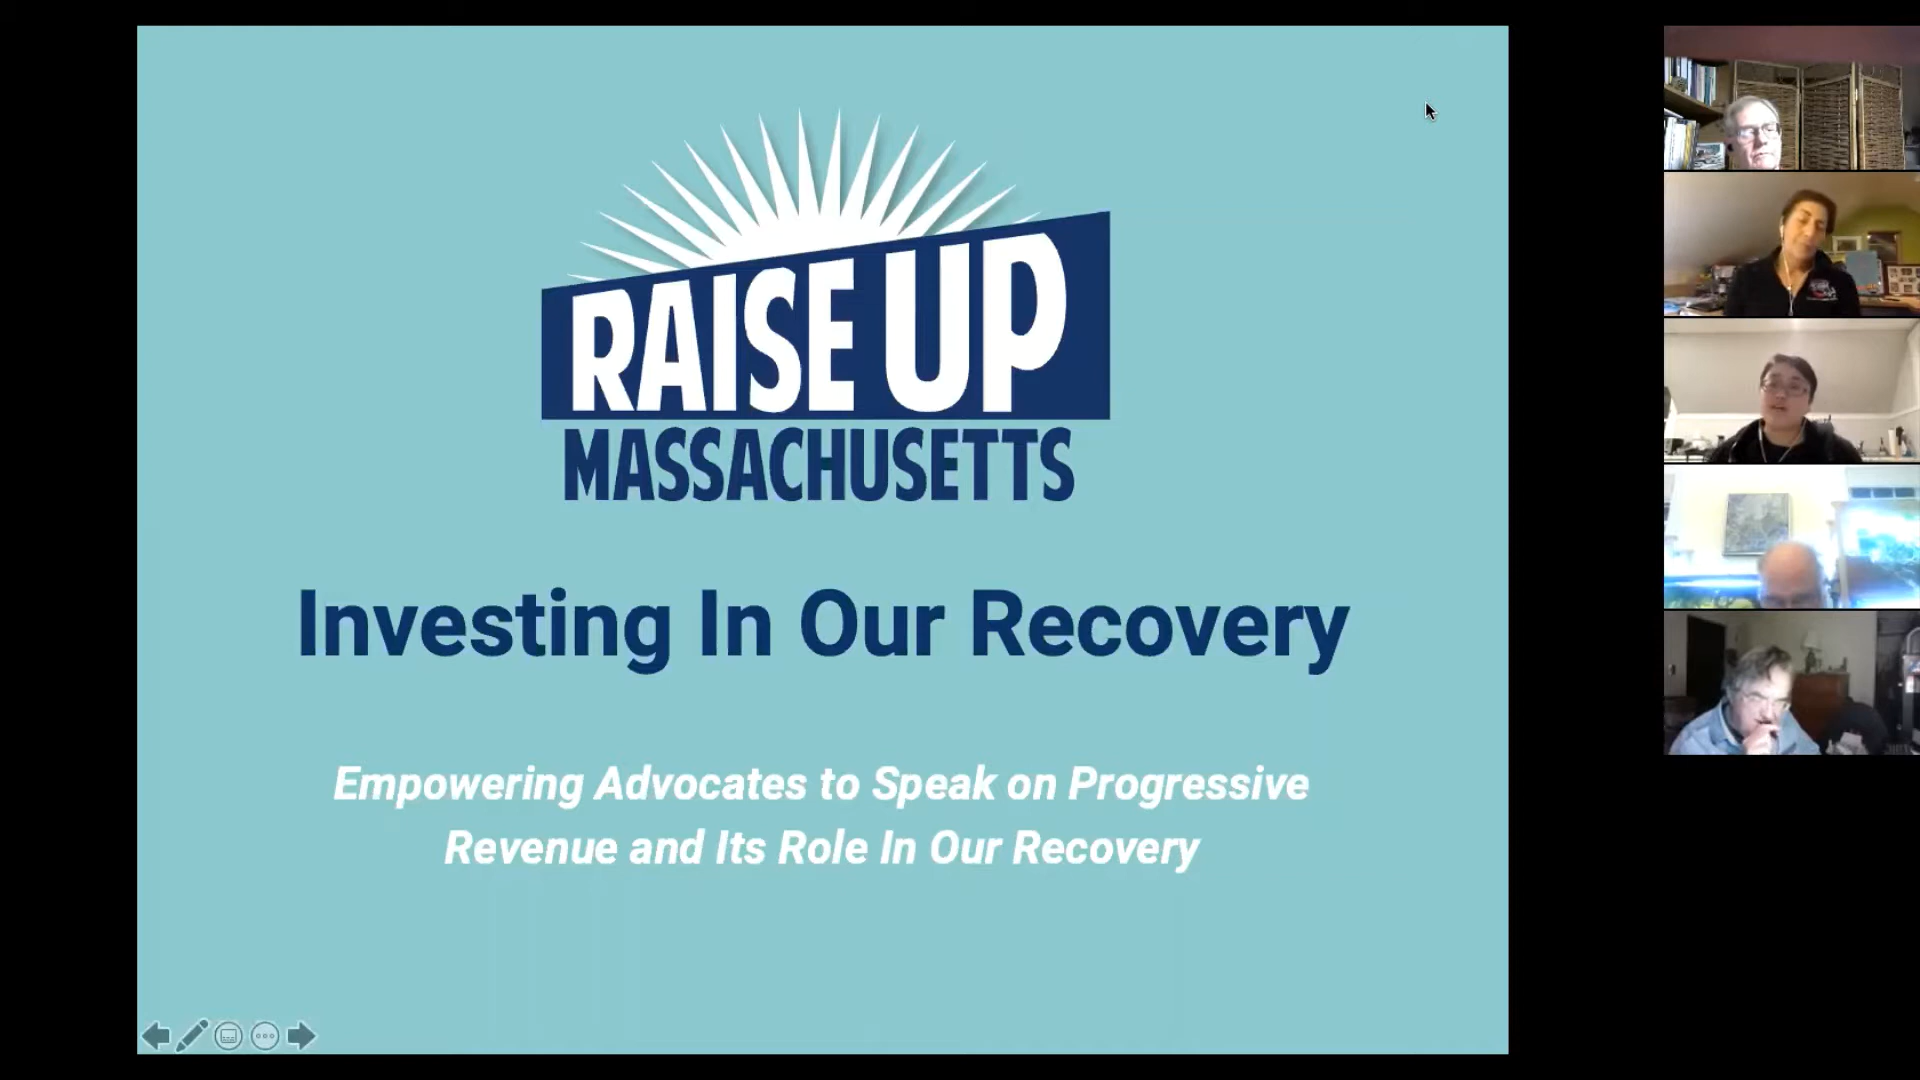 RAISE UP
MASSACHUSETTS
Investing In Our Recovery
Empowering Advocates to Speak on Progressive
Revenue and Its Role In Our Recovery